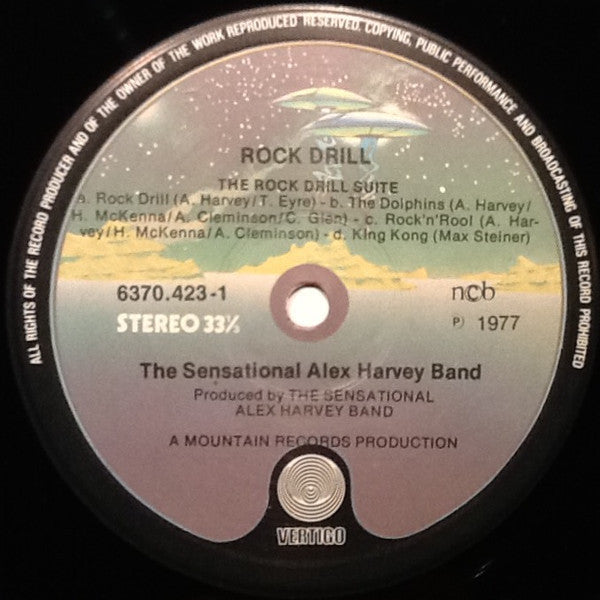 ALL RIGHTS OF THE RECORD PRODUCER AND OF THE OWNER OF THE WORK REPRODUCED RESERVED. COPYING, PUBLIC PERFORMANCE AND BROADCASTING OF THIS RECORD PROHIBITED
ROCK DRILL
THE ROCK DRILL SUITE
a. Rock Drill (A. Harvey/T. Eyre) - b. The Dolphins (A. Harvey/
H. McKenna/A. Cleminson/C. Glen) - c. Rock'n'Rool (A. Har-
vey/H. McKenna/A. Cleminson) - d. King Kong (Max Steiner)
6370.423-1 ncb
STEREO 33⅓ P) 1977
The Sensational Alex Harvey Band
Produced by THE SENSATIONAL
ALEX HARVEY BAND
A MOUNTAIN RECORDS PRODUCTION
VERTIGO